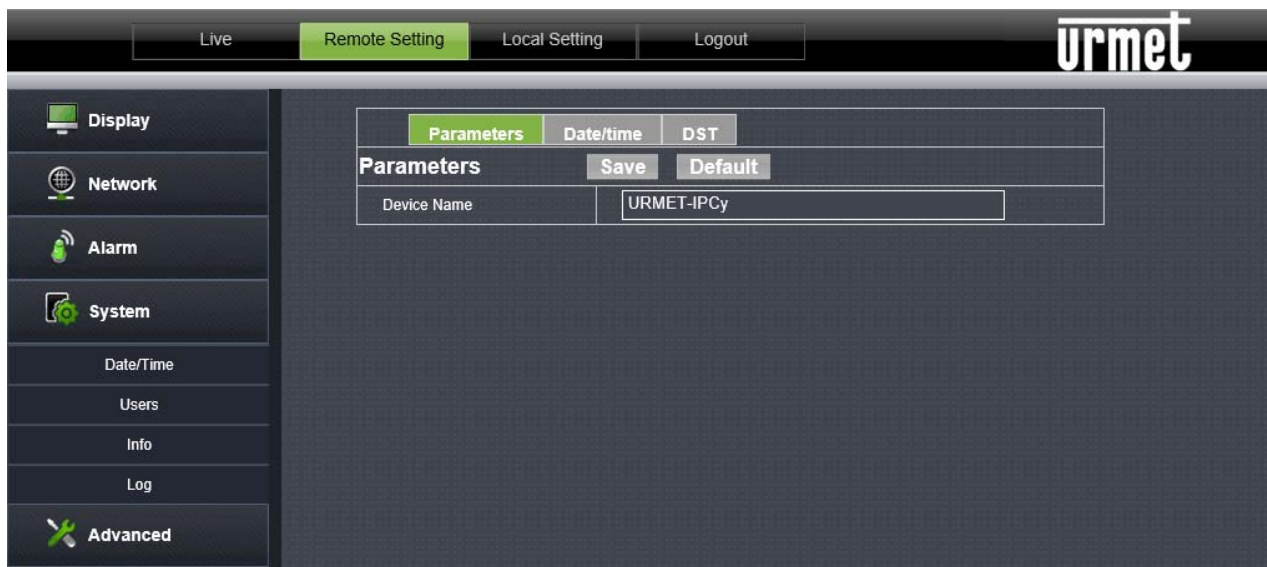 Live Remote Setting Local Setting Logout urmet
Display
Network
Alarm
System
Date/Time
Users
Info
Log
Advanced
Parameters Date/time DST
Parameters Save Default
Device Name URMET-IPCy